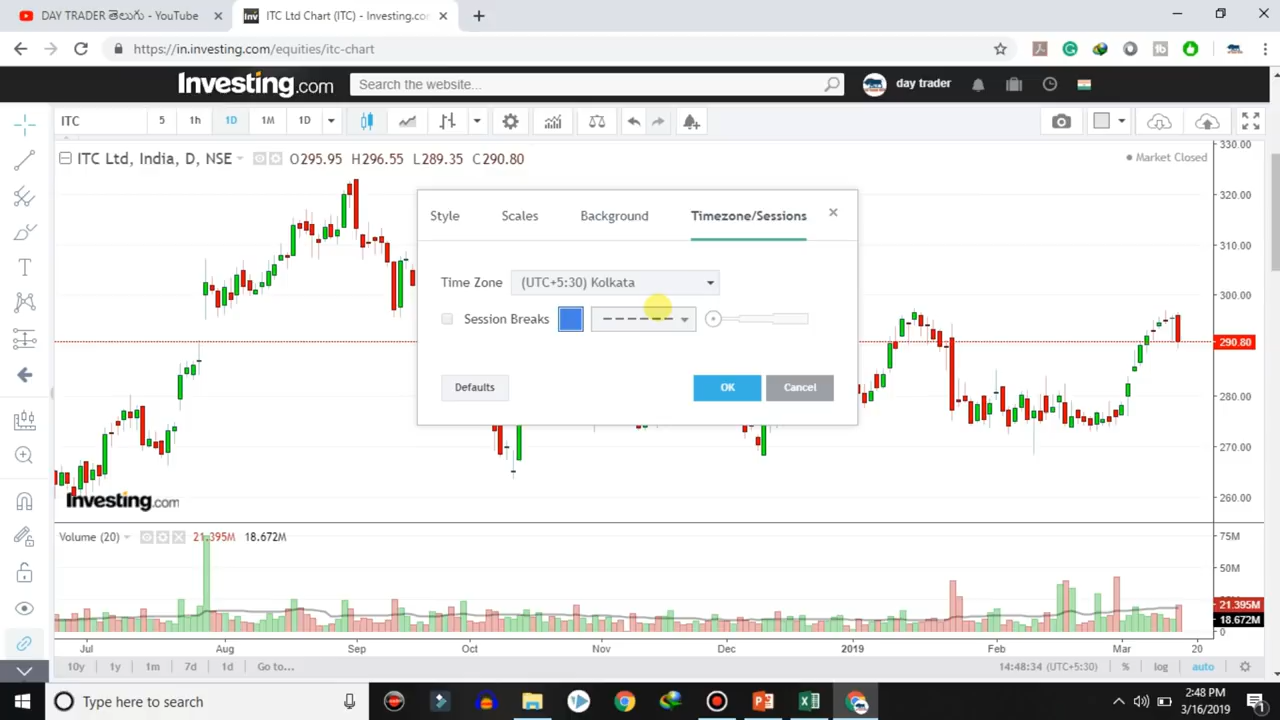 DAY TRADER తెలుగు - YouTube
ITC Ltd Chart (ITC) - Investing.co
https://in.investing.com/equities/itc-chart
Investing.com
Search the website...
day trader
ITC
5
1h
1D
1M
1D
ITC Ltd, India, D, NSE
O295.95 H296.55 L289.35 C290.80
Market Closed
Style
Scales
Background
Timezone/Sessions
Time Zone
(UTC+5:30) Kolkata
Session Breaks
Defaults
OK
Cancel
330.00
320.00
310.00
300.00
290.80
280.00
270.00
260.00
Investing.com
Volume (20)
21.395M
18.672M
75M
50M
21.395M
18.672M
0
Jul
Aug
Sep
Oct
Nov
Dec
2019
Feb
Mar
20
10y
1y
1m
7d
1d
Go to...
14:48:34 (UTC+5:30)
%
log
auto
Type here to search
2:48 PM
3/16/2019